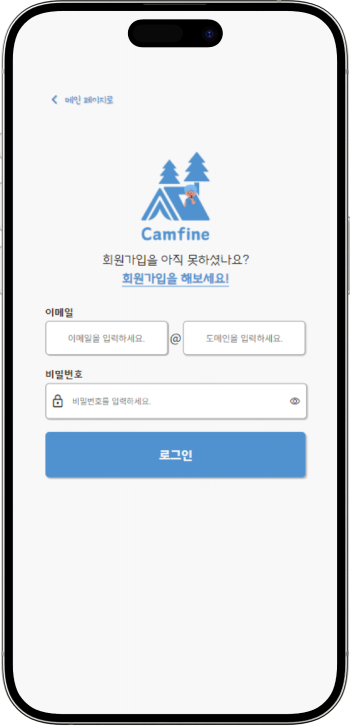 메인 페이지로
Camfine
회원가입을 아직 못하셨나요?
회원가입을 해보세요!
이메일
이메일을 입력하세요. @ 도메인을 입력하세요.
비밀번호
비밀번호를 입력하세요.
로그인